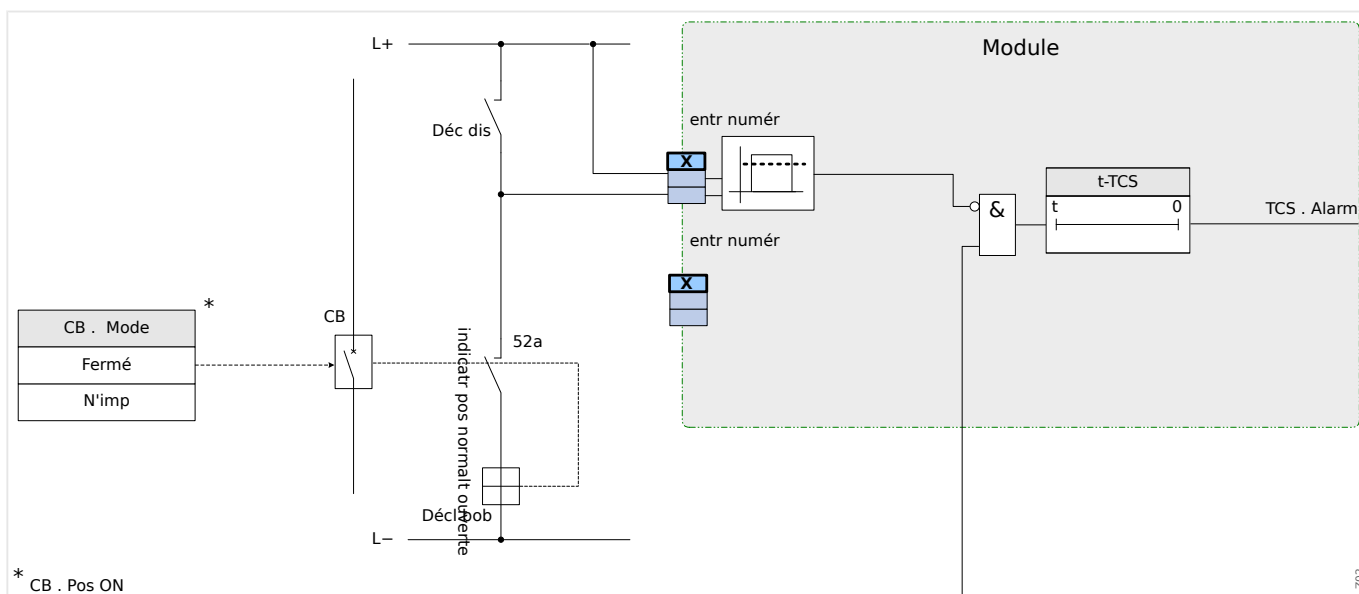 L+
Module
entr numér
Déc dis
X
t-TCS
t
0
&
TCS . Alarm
entr numér
X
*
CB . Mode
CB
Fermé
N'imp
52a
indicatr pos normalt ouverte
Décl bob
L−
* CB . Pos ON